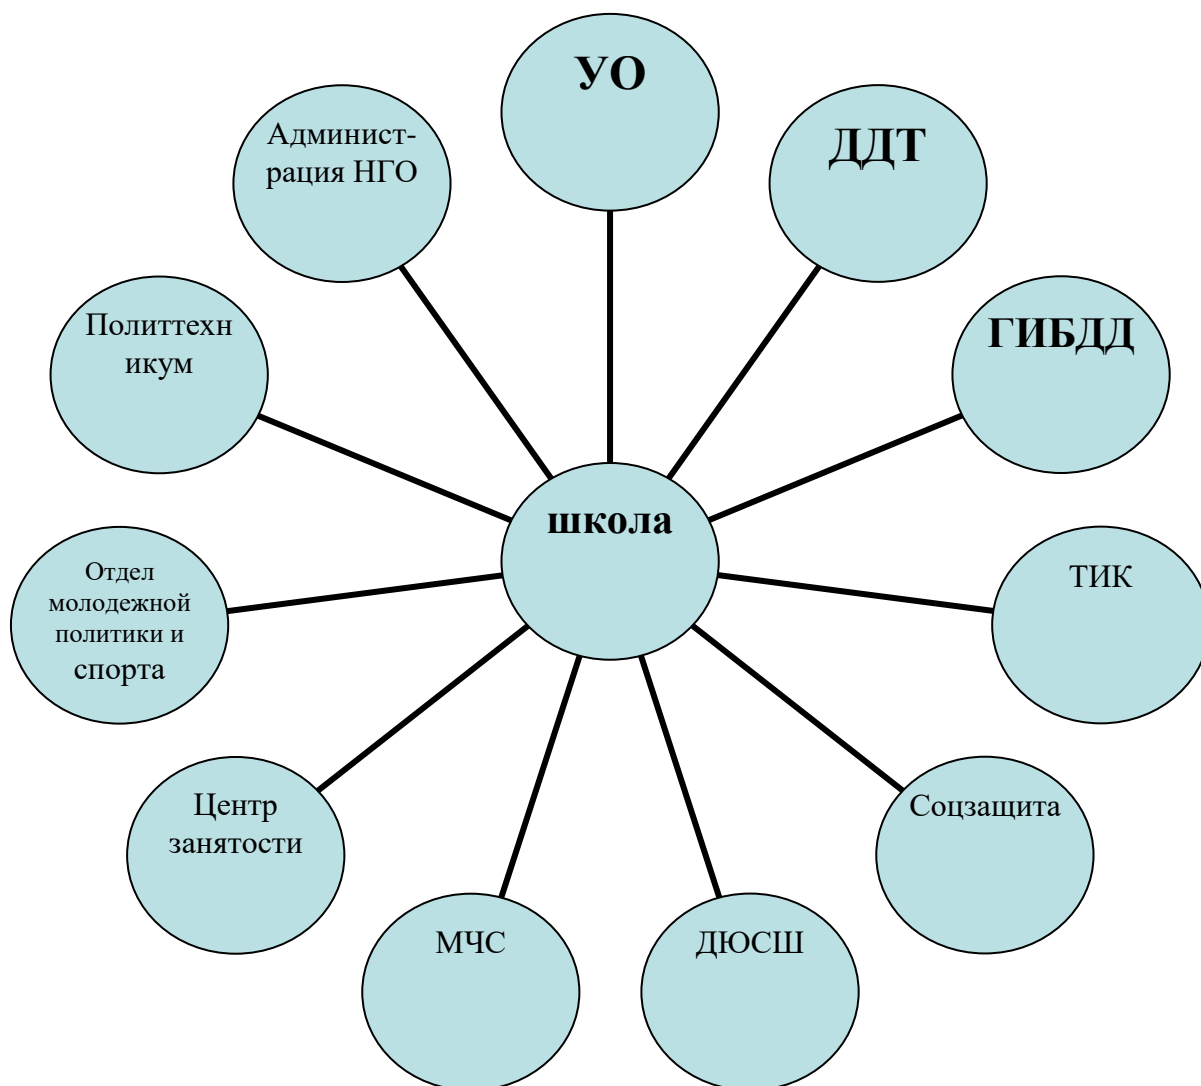 УО
ДДТ
Админист-
рация НГО
ГИБДД
Политтехн
икум
школа
Отдел
молодежной
политики и
спорта
ТИК
Центр
занятости
Соцзащита
МЧС
ДЮСШ